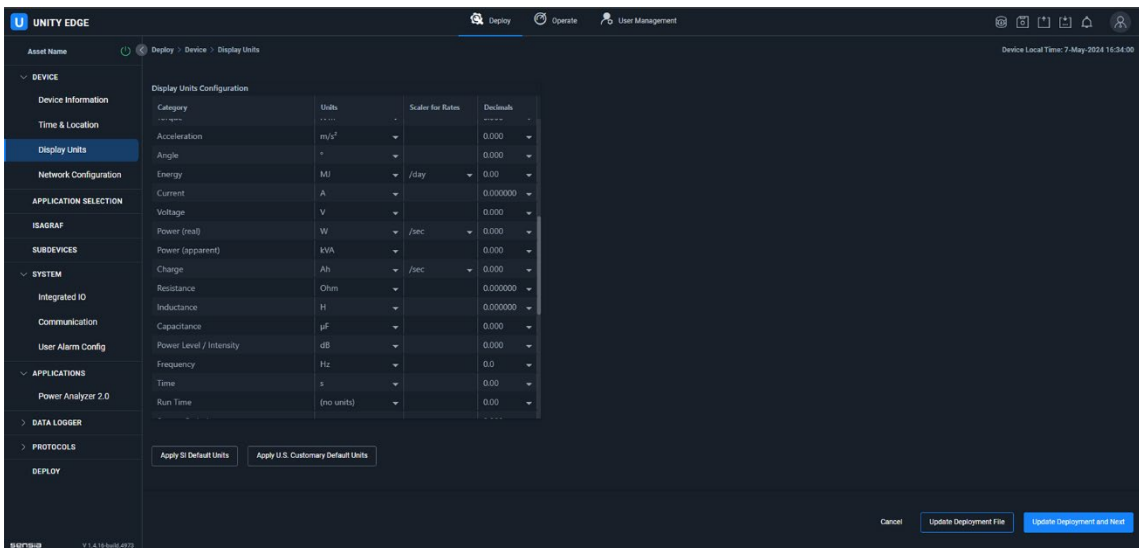 U UNITY EDGE Deploy Operate User Management
Asset Name Deploy > Device > Display Units Device Local Time: 7-May-2024 16:34:00
DEVICE
Device Information
Time & Location
Display Units
Network Configuration
APPLICATION SELECTION
ISAGRAF
SUBDEVICES
SYSTEM
Integrated IO
Communication
User Alarm Config
APPLICATIONS
Power Analyzer 2.0
DATA LOGGER
PROTOCOLS
DEPLOY
sensia V 1.4.16-build.4973
Display Units Configuration
Category Units Scaler for Rates Decimals
Acceleration m/s² 0.000
Angle ° 0.000
Energy MJ /day 0.00
Current A 0.000000
Voltage V 0.000
Power (real) W /sec 0.000
Power (apparent) kVA 0.000
Charge Ah /sec 0.000
Resistance Ohm 0.000000
Inductance H 0.000000
Capacitance µF 0.000
Power Level / Intensity dB 0.000
Frequency Hz 0.0
Time s 0.00
Run Time (no units) 0.00
Apply SI Default Units Apply U.S. Customary Default Units
Cancel Update Deployment File Update Deployment and Next